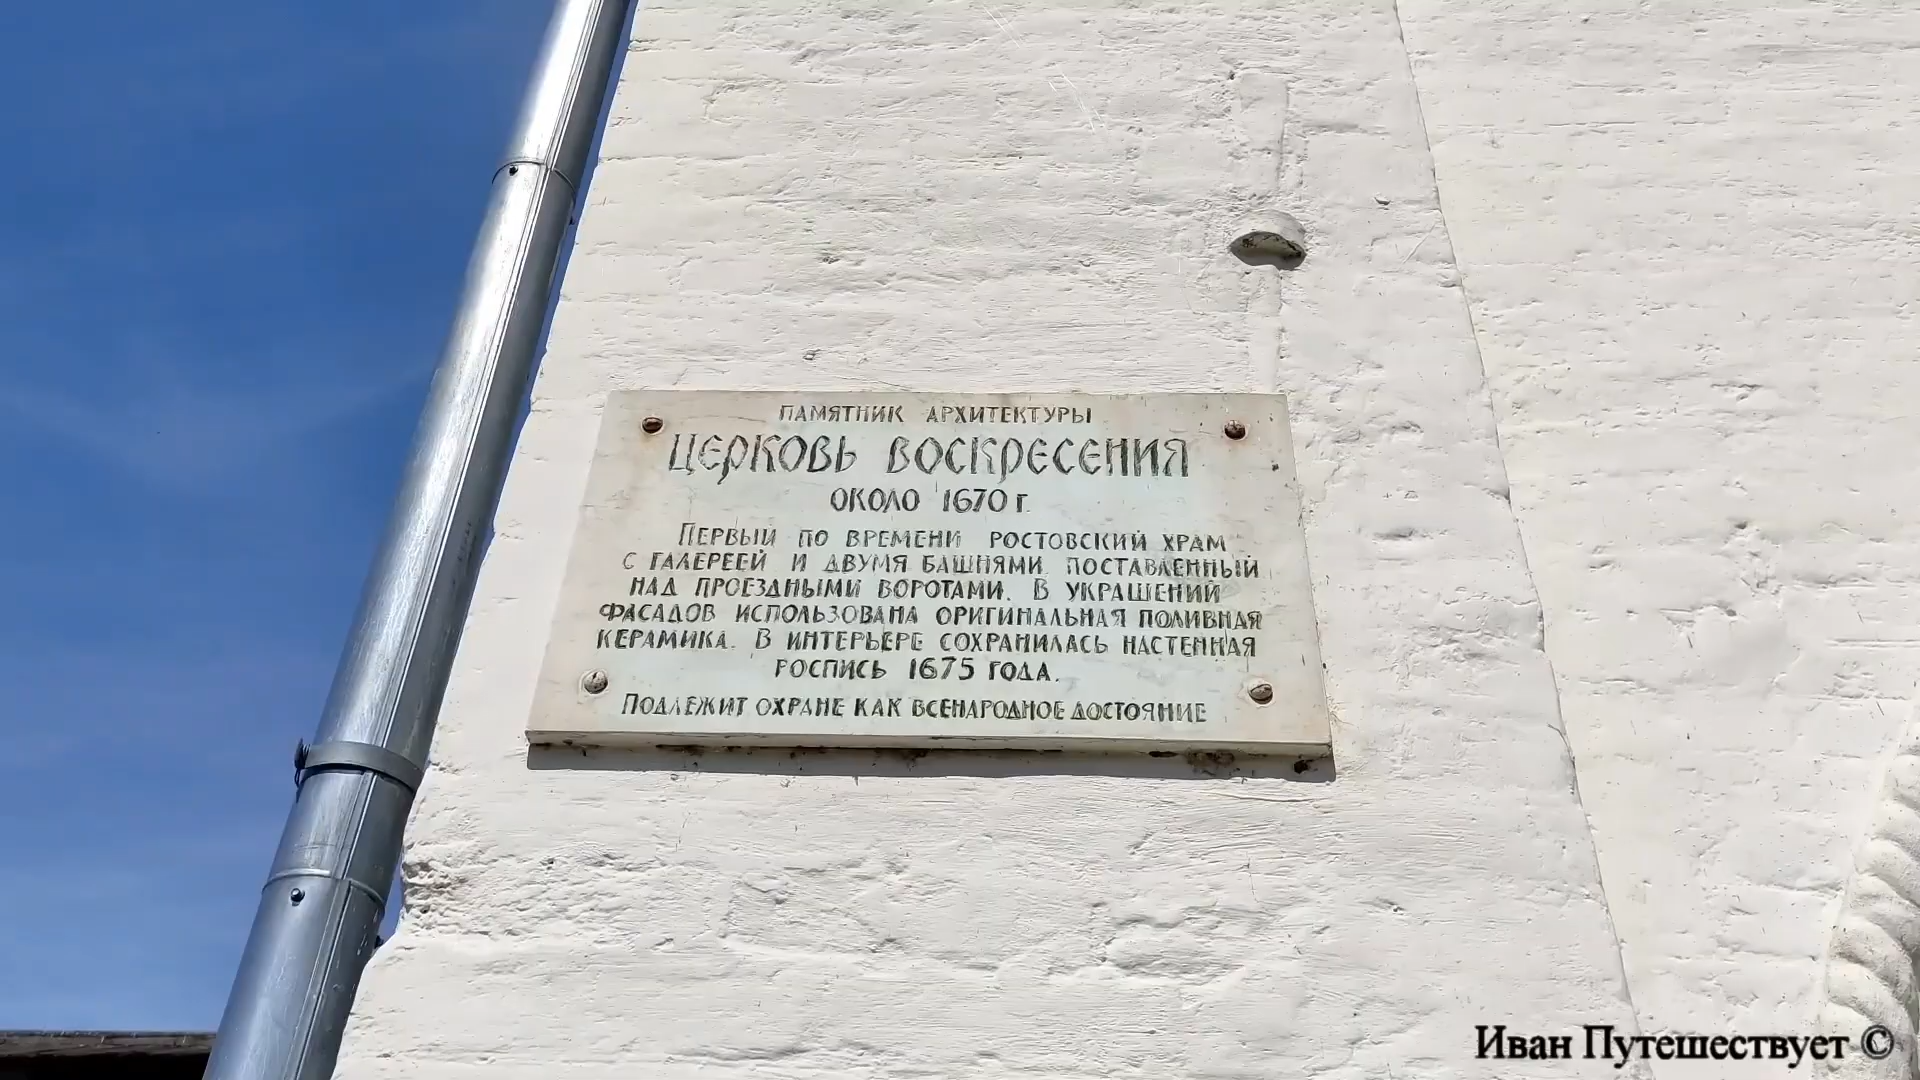 ПАМЯТНИК АРХИТЕКТУРЫ
ЦЕРКОВЬ ВОСКРЕСЕНИЯ
ОКОЛО 1670 г.
ПЕРВЫЙ ПО ВРЕМЕНИ РОСТОВСКИЙ ХРАМ
С ГАЛЕРЕЕЙ И ДВУМЯ БАШНЯМИ ПОСТАВЛЕННЫЙ
НАД ПРОЕЗДНЫМИ ВОРОТАМИ. В УКРАШЕНИИ
ФАСАДОВ ИСПОЛЬЗОВАНА ОРИГИНАЛЬНАЯ ПОЛИВНАЯ
КЕРАМИКА. В ИНТЕРЬЕРЕ СОХРАНИЛАСЬ НАСТЕННАЯ
РОСПИСЬ 1675 ГОДА.
ПОДЛЕЖИТ ОХРАНЕ КАК ВСЕНАРОДНОЕ ДОСТОЯНИЕ
Иван Путешествует ©